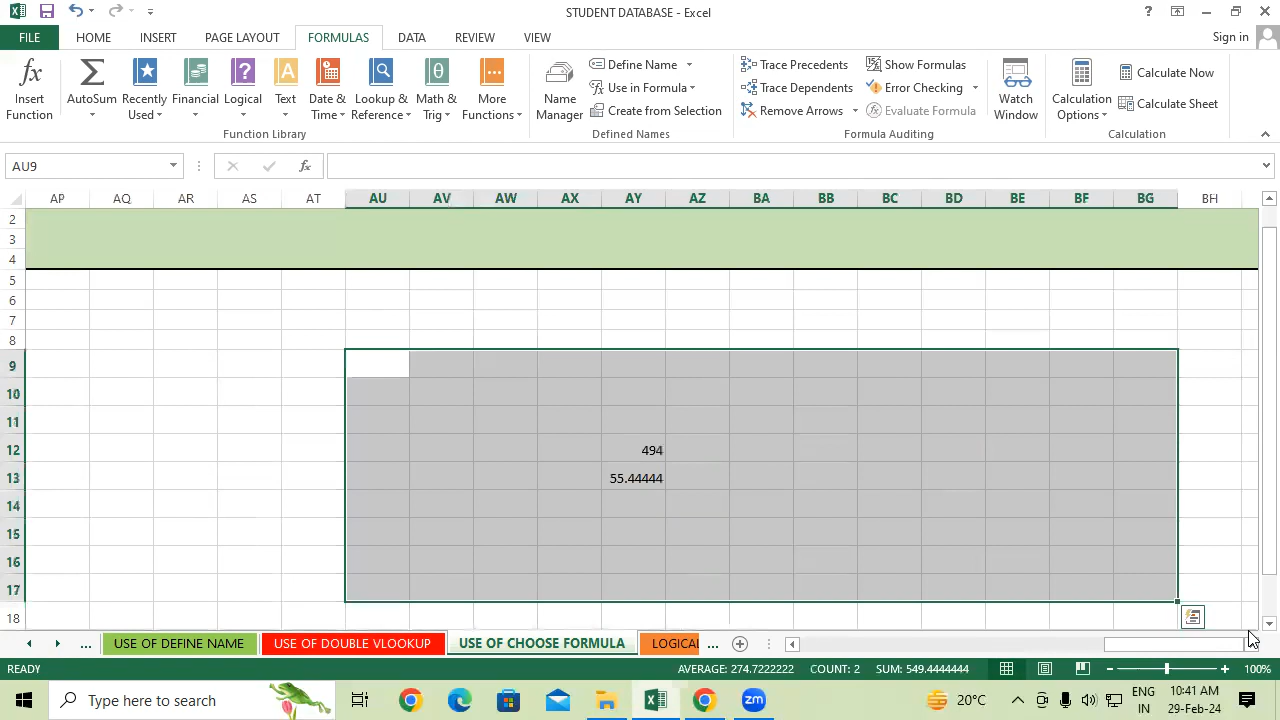 STUDENT DATABASE - Excel
FILE HOME INSERT PAGE LAYOUT FORMULAS DATA REVIEW VIEW Sign in
Insert Function
AutoSum
Recently Used
Financial
Logical
Text
Date & Time
Lookup & Reference
Math & Trig
More Functions
Function Library
Name Manager
Define Name
Use in Formula
Create from Selection
Defined Names
Trace Precedents
Trace Dependents
Remove Arrows
Show Formulas
Error Checking
Evaluate Formula
Formula Auditing
Watch Window
Calculation Options
Calculate Now
Calculate Sheet
Calculation
AU9 fx
AP AQ AR AS AT AU AV AW AX AY AZ BA BB BC BD BE BF BG BH
2
3
4
5
6
7
8
9
10
11
12 494
13 55.44444
14
15
16
17
18
... USE OF DEFINE NAME USE OF DOUBLE VLOOKUP USE OF CHOOSE FORMULA LOGICAL ...
READY AVERAGE: 274.7222222 COUNT: 2 SUM: 549.4444444 100%
Type here to search 20°C ENG IN 10:41 AM 29-Feb-24